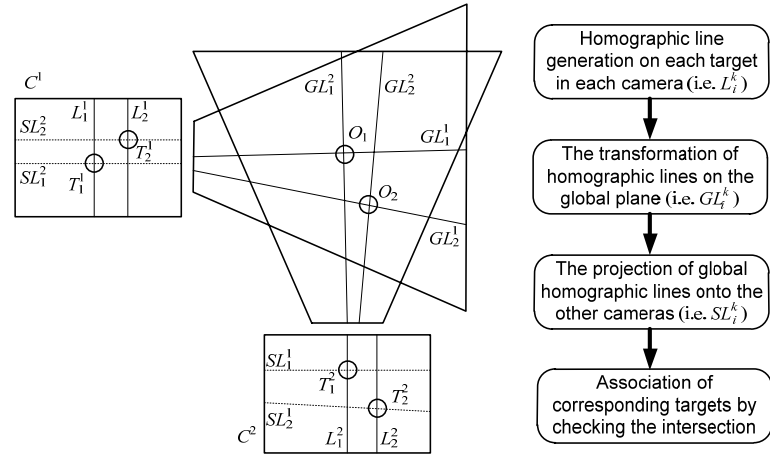 C^1
L_1^1
L_2^1
SL_2^2
T_2^1
SL_1^2
T_1^1
GL_1^2
GL_2^2
O_1
GL_1^1
O_2
GL_2^1
SL_1^1
T_1^2
T_2^2
SL_2^1
C^2
L_1^2
L_2^2
Homographic line
generation on each target
in each camera (i.e. L_i^k)
The transformation of
homographic lines on the
global plane (i.e. GL_i^k)
The projection of global
homographic lines onto the
other cameras (i.e. SL_i^k)
Association of
corresponding targets by
checking the intersection